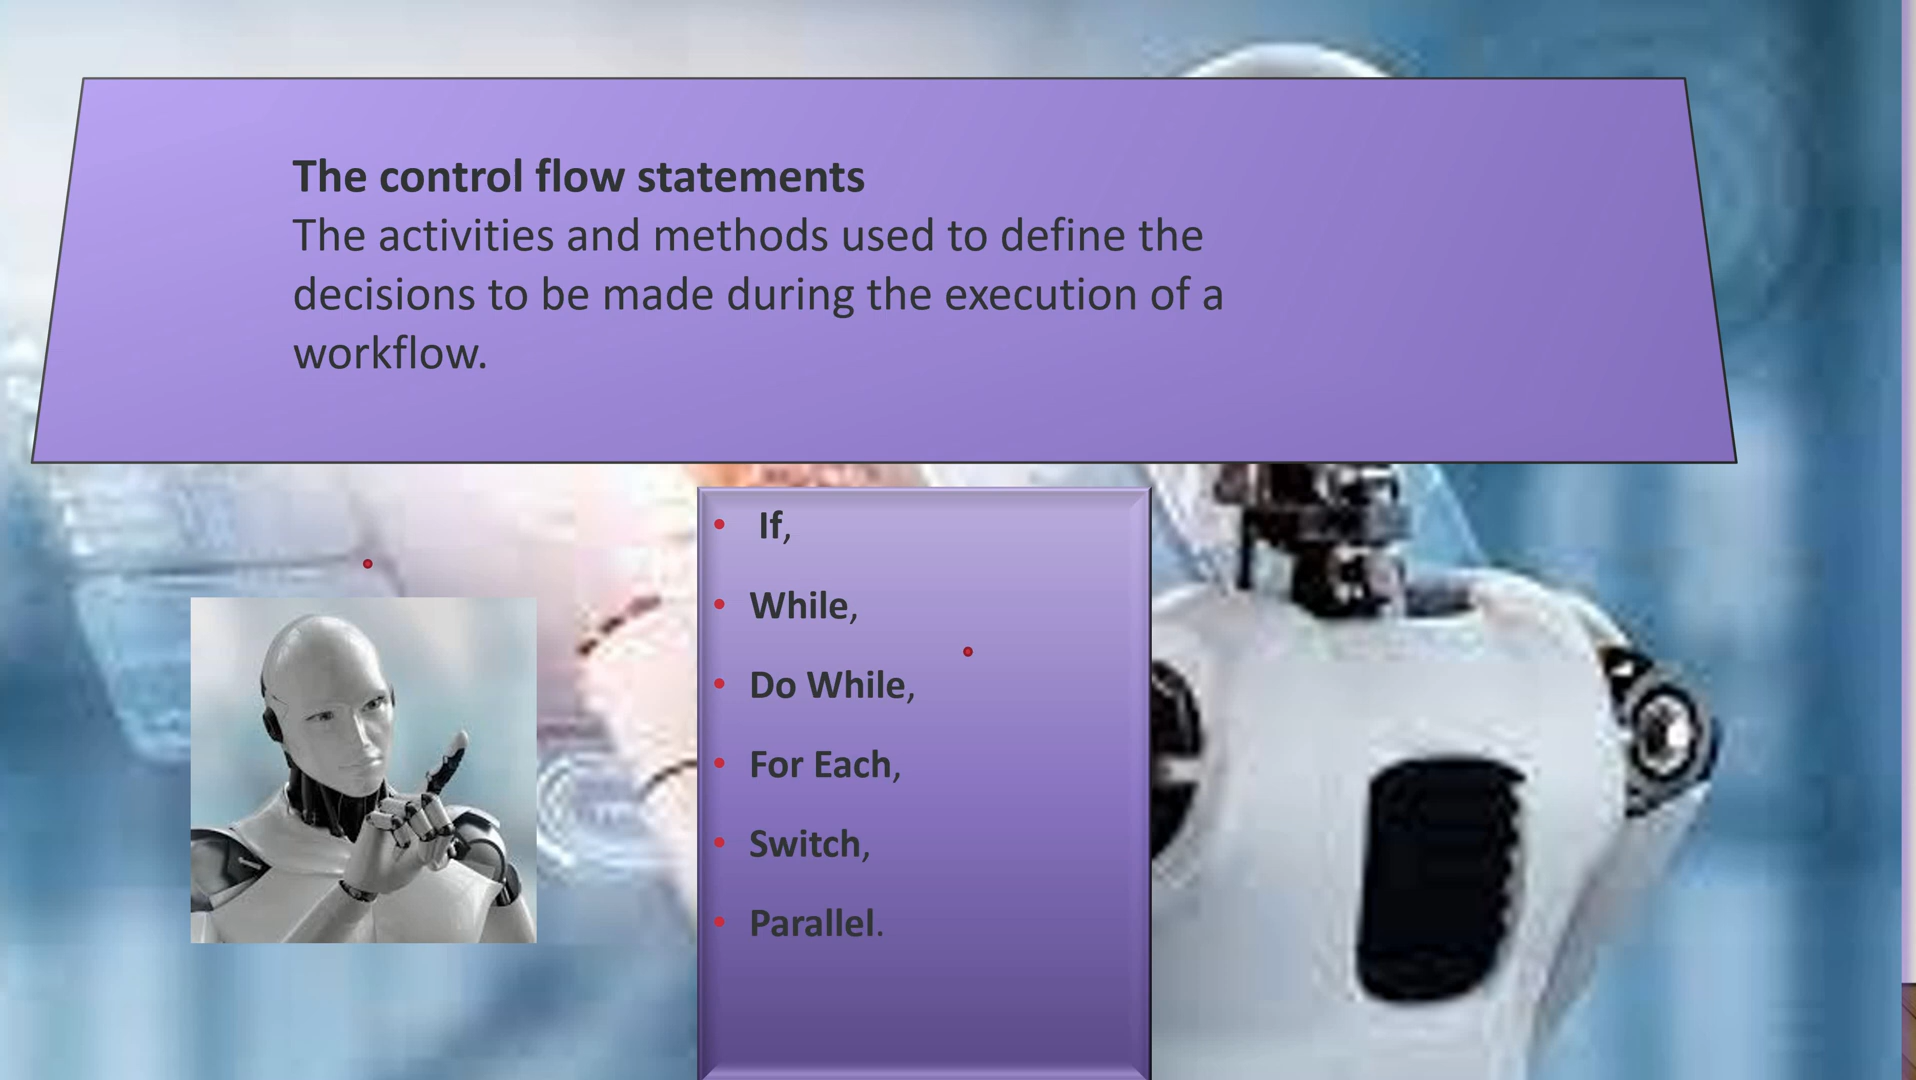 The control flow statements
The activities and methods used to define the
decisions to be made during the execution of a
workflow.
• If,
• While,
• Do While,
• For Each,
• Switch,
• Parallel.